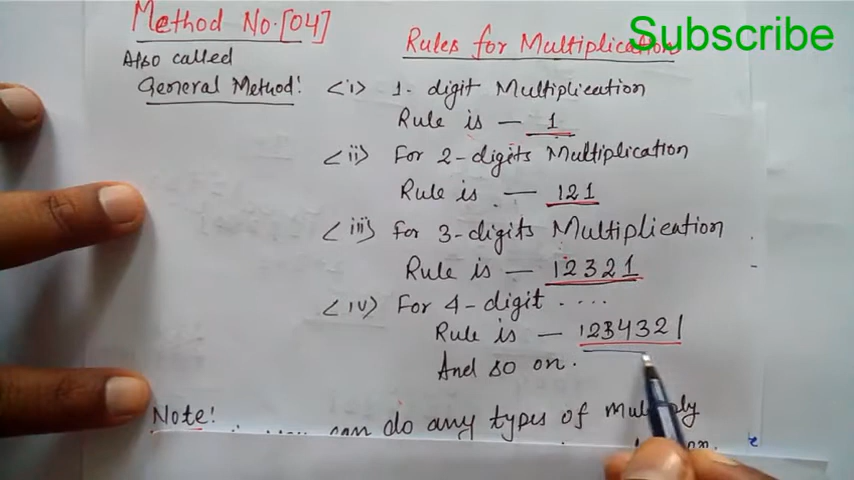 Method No.[04]
Also called
General Method!
Subscribe
Rules for Multiplication
<i> 1- digit Multiplication
Rule is — 1
<ii> For 2-digits Multiplication
Rule is — 121
<iii> For 3-digits Multiplication
Rule is — 12321
<iv> For 4-digit ....
Rule is — 1234321
And so on.
Note!
can do any types of Multiply